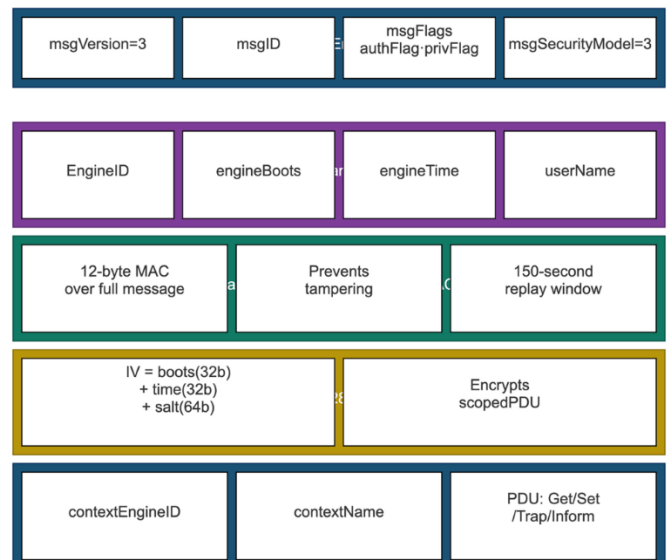 msgVersion=3
msgID
msgFlags
authFlag·privFlag
msgSecurityModel=3
EngineID
engineBoots
engineTime
userName
12-byte MAC
over full message
Prevents
tampering
150-second
replay window
IV = boots(32b)
+ time(32b)
+ salt(64b)
Encrypts
scopedPDU
contextEngineID
contextName
PDU: Get/Set
/Trap/Inform